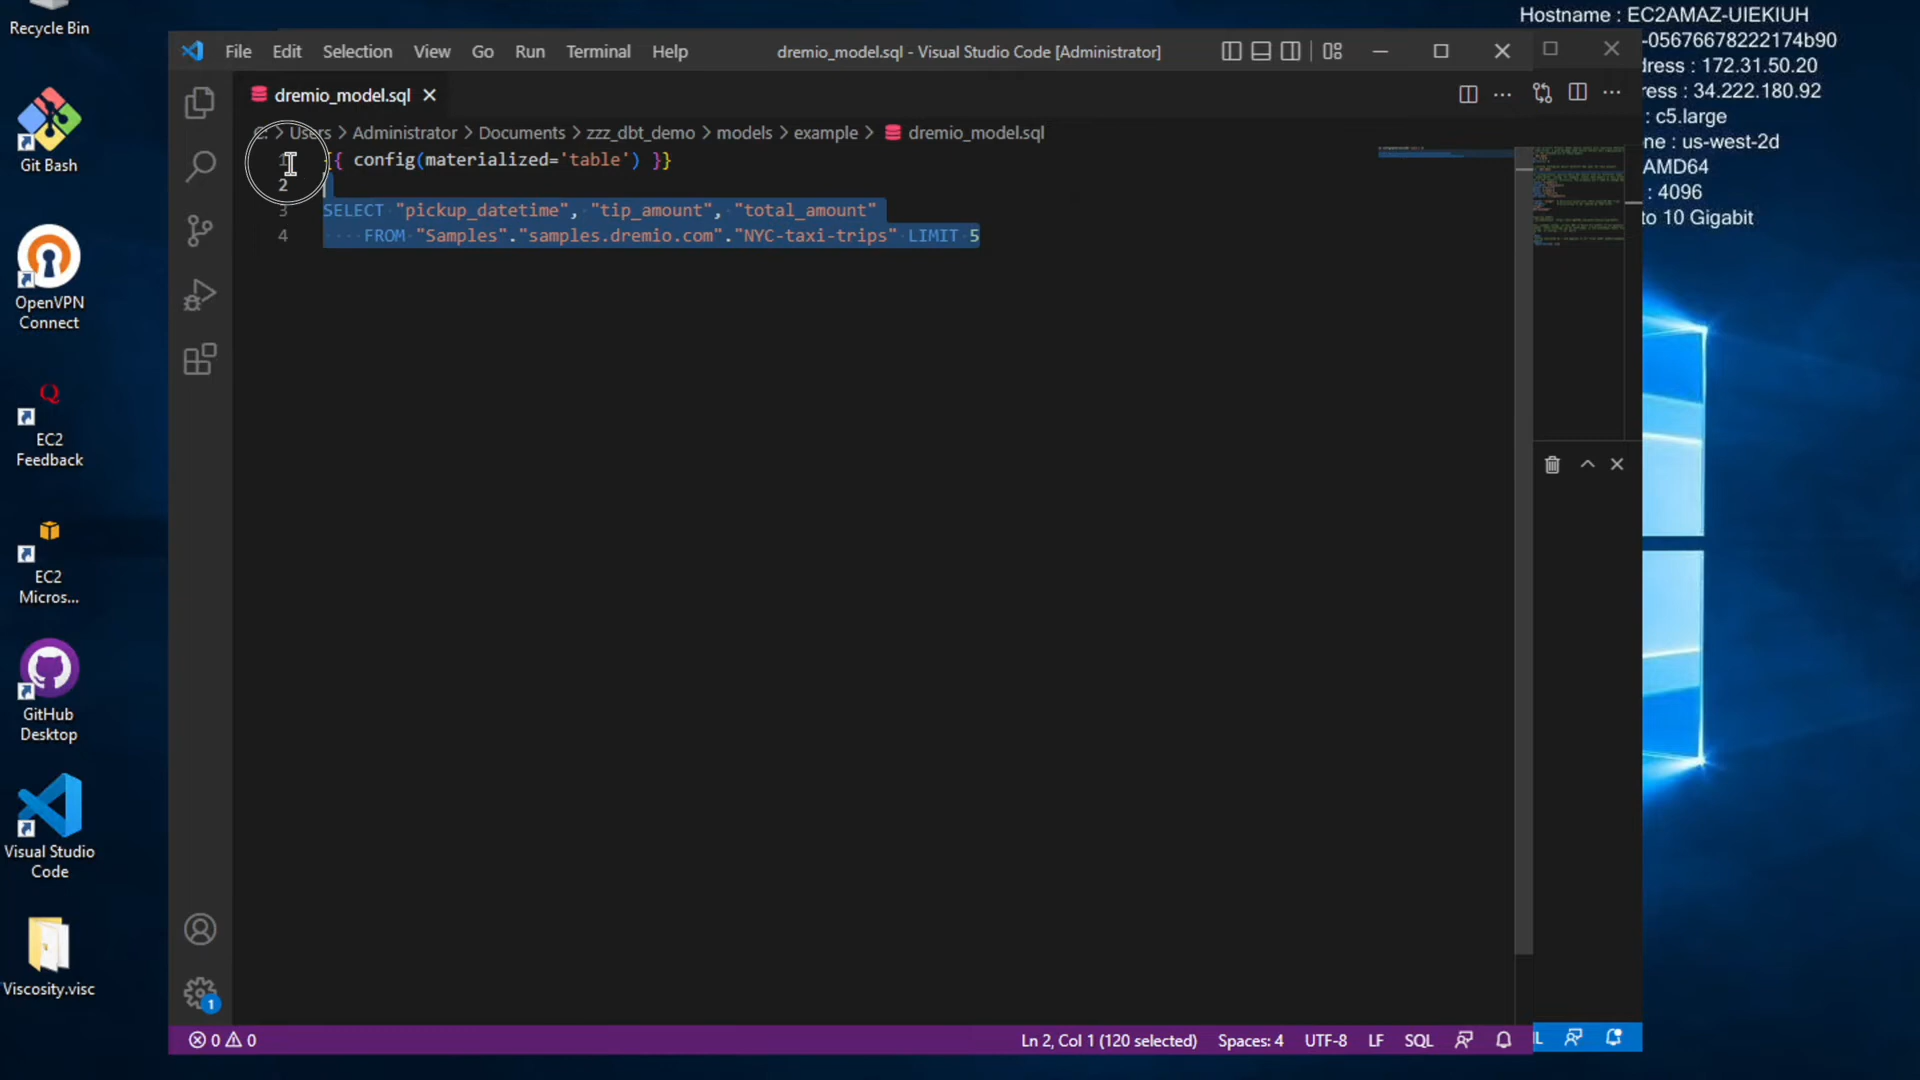 Recycle Bin
Git Bash
OpenVPN
Connect
EC2
Feedback
EC2
Micros...
GitHub
Desktop
Visual Studio
Code
Viscosity.visc
File Edit Selection View Go Run Terminal Help
dremio_model.sql - Visual Studio Code [Administrator]
dremio_model.sql
C: > Users > Administrator > Documents > zzz_dbt_demo > models > example > dremio_model.sql
1 {{ config(materialized='table') }}
2
3 SELECT "pickup_datetime", "tip_amount", "total_amount"
4 FROM "Samples"."samples.dremio.com"."NYC-taxi-trips" LIMIT 5
1
0 0
Ln 2, Col 1 (120 selected) Spaces: 4 UTF-8 LF SQL
Hostname : EC2AMAZ-UIEKIUH
-05676678222174b90
dress : 172.31.50.20
ress : 34.222.180.92
: c5.large
ne : us-west-2d
AMD64
: 4096
to 10 Gigabit